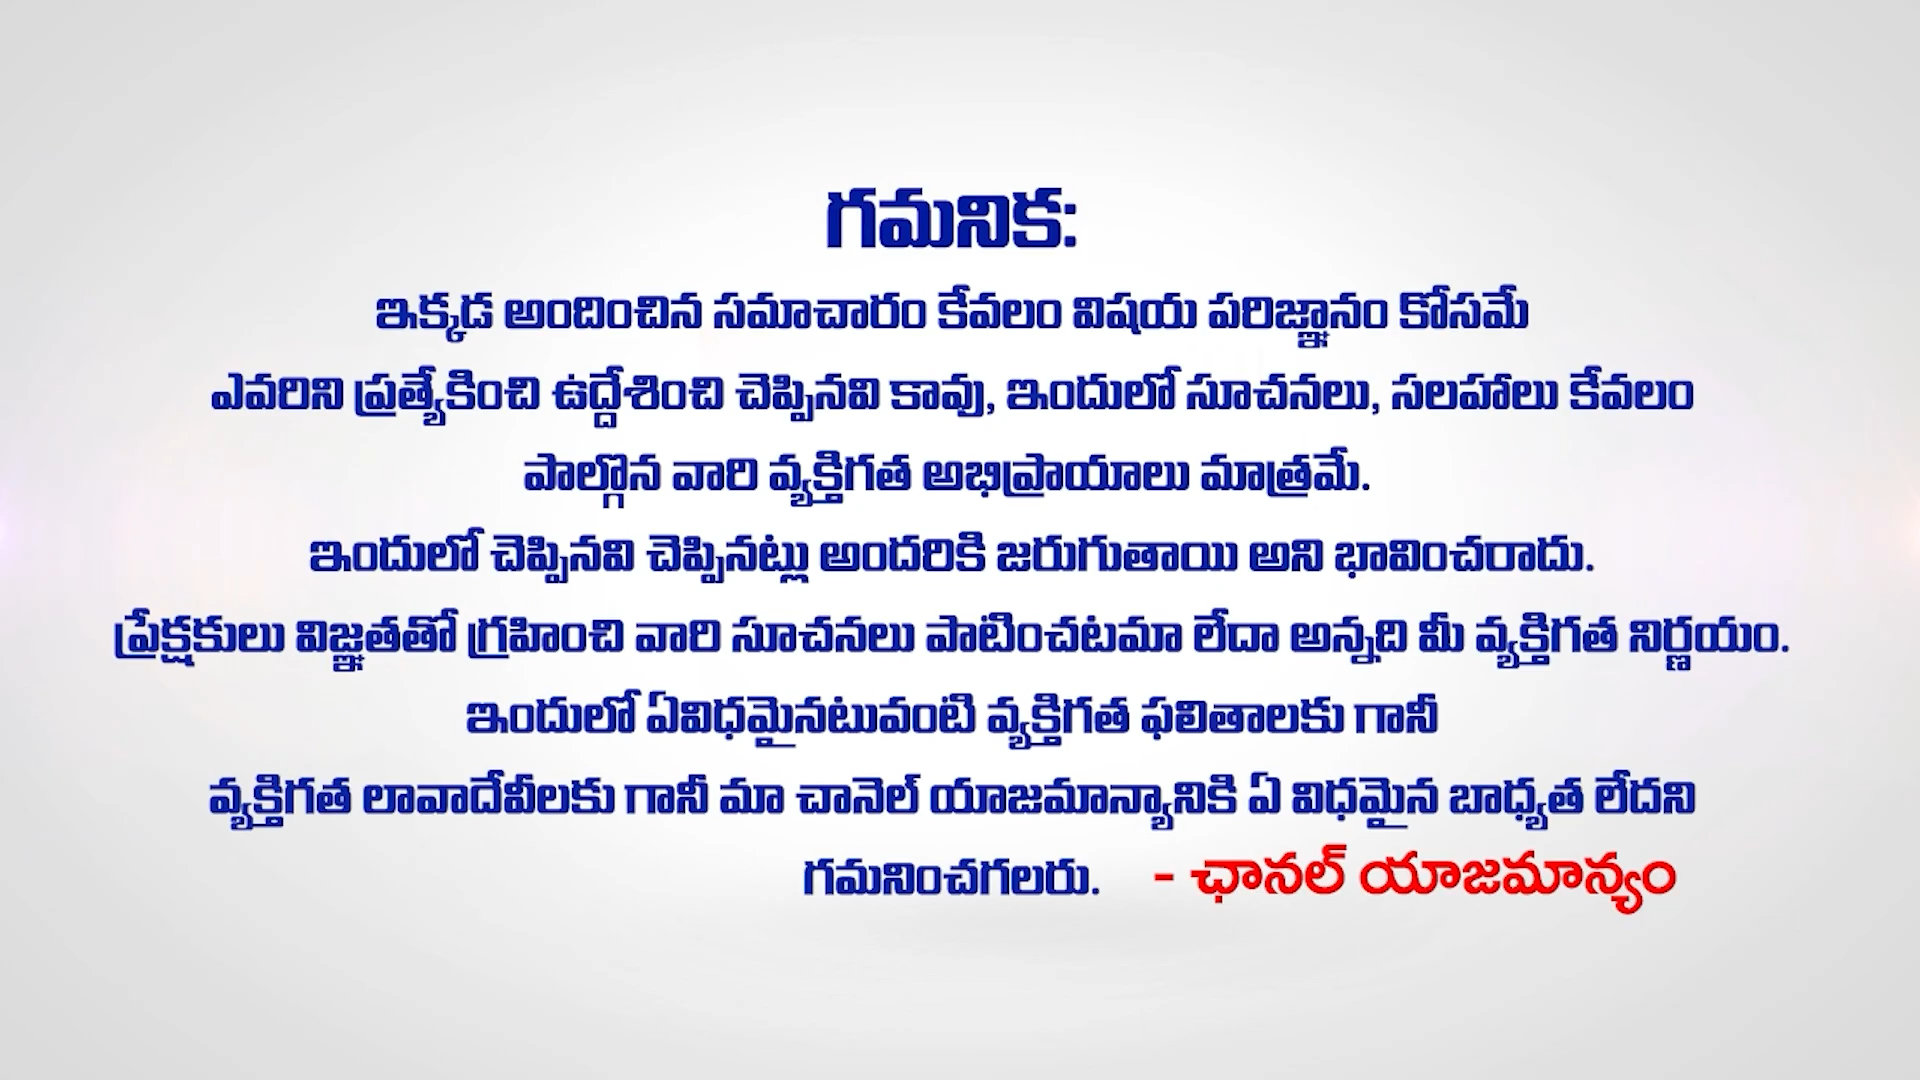 గమనిక:
ఇక్కడ అందించిన సమాచారం కేవలం విషయ పరిజ్ఞానం కోసమే
ఎవరిని ప్రత్యేకించి ఉద్దేశించి చెప్పినవి కావు, ఇందులో సూచనలు, సలహాలు కేవలం
పాల్గొన వారి వ్యక్తిగత అభిప్రాయాలు మాత్రమే.
ఇందులో చెప్పినవి చెప్పినట్లు అందరికి జరుగుతాయి అని భావించరాదు.
ప్రేక్షకులు విజ్ఞతతో గ్రహించి వారి సూచనలు పాటించటమా లేదా అన్నది మీ వ్యక్తిగత నిర్ణయం.
ఇందులో ఏవిధమైనటువంటి వ్యక్తిగత ఫలితాలకు గానీ
వ్యక్తిగత లావాదేవీలకు గానీ మా చానెల్ యాజమాన్యానికి ఏ విధమైన బాధ్యత లేదని
గమనించగలరు. - ఛానల్ యాజమాన్యం